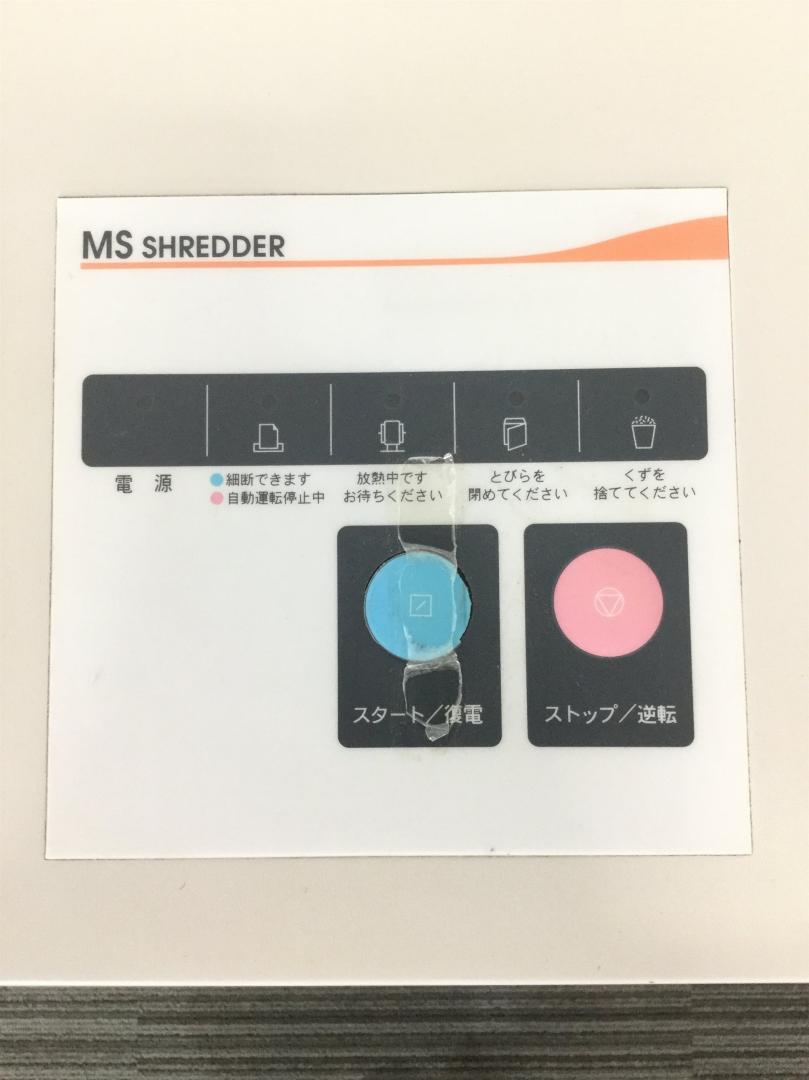 MS SHREDDER
電 源
細断できます
自動運転停止中
放熱中です
お待ちください
とびらを
閉めてください
くずを
捨ててください
スタート/復電
ストップ/逆転